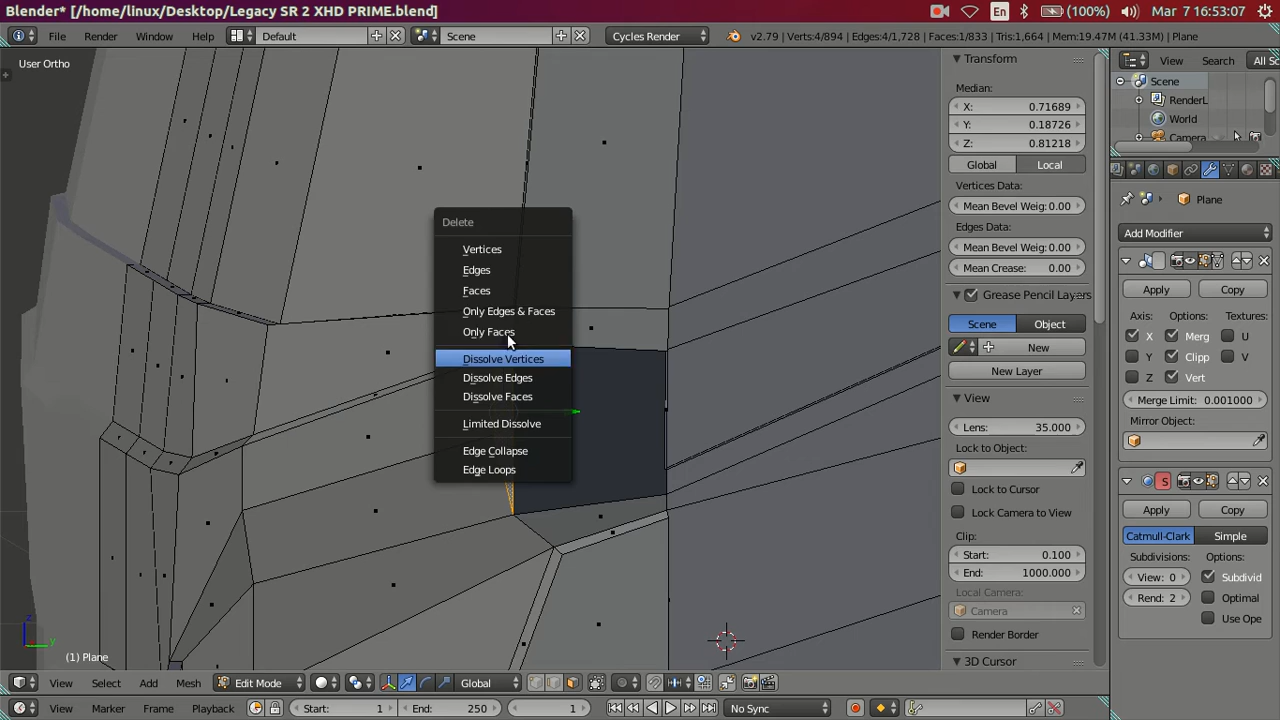 Blender* [/home/linux/Desktop/Legacy SR 2 XHD PRIME.blend]
En (100%) Mar 7 16:53:07
File Render Window Help Default Scene Cycles Render v2.79 | Verts:4/894 | Edges:4/1,728 | Faces:1/833 | Tris:1,664 | Mem:19.47M (41.33M) | Plane
User Ortho
Transform
Median:
X: 0.71689
Y: 0.18726
Z: 0.81218
Global Local
Vertices Data:
Mean Bevel Weig: 0.00
Edges Data:
Mean Bevel Weig: 0.00
Mean Crease: 0.00
Grease Pencil Layers
Scene Object
New
New Layer
View
Lens: 35.000
Lock to Object:
Lock to Cursor
Lock Camera to View
Clip:
Start: 0.100
End: 1000.000
Local Camera:
Camera
Render Border
3D Cursor
View Search All Sc
Scene
RenderL
World
Camera
Plane
Add Modifier
Apply Copy
Axis: Options: Textures:
X Merg U
Y Clipp V
Z Vert
Merge Limit: 0.001000
Mirror Object:
S
Apply Copy
Catmull-Clark Simple
Subdivisions: Options:
View: 0 Subdivid
Rend: 2 Optimal
Use Ope
Delete
Vertices
Edges
Faces
Only Edges & Faces
Only Faces
Dissolve Vertices
Dissolve Edges
Dissolve Faces
Limited Dissolve
Edge Collapse
Edge Loops
z
y
(1) Plane
View Select Add Mesh Edit Mode Global
View Marker Frame Playback Start: 1 End: 250 1 No Sync